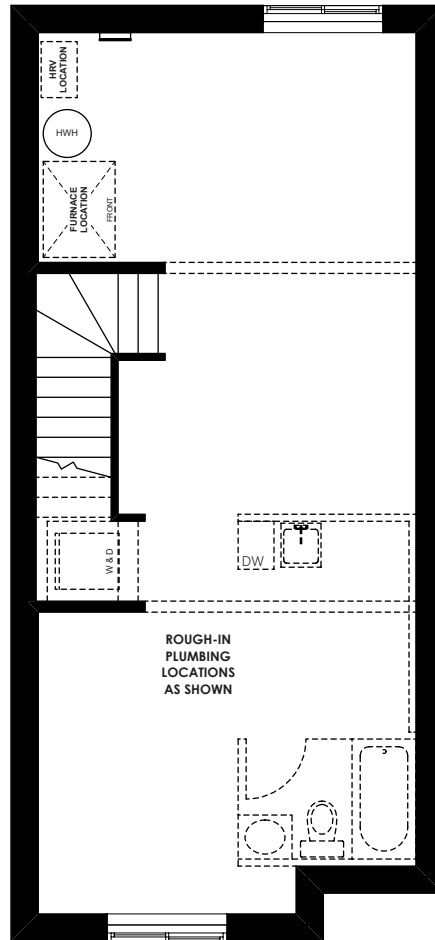 HRV
LOCATION
HWH
FURNACE
LOCATION
FRONT
W & D
DW
ROUGH-IN
PLUMBING
LOCATIONS
AS SHOWN